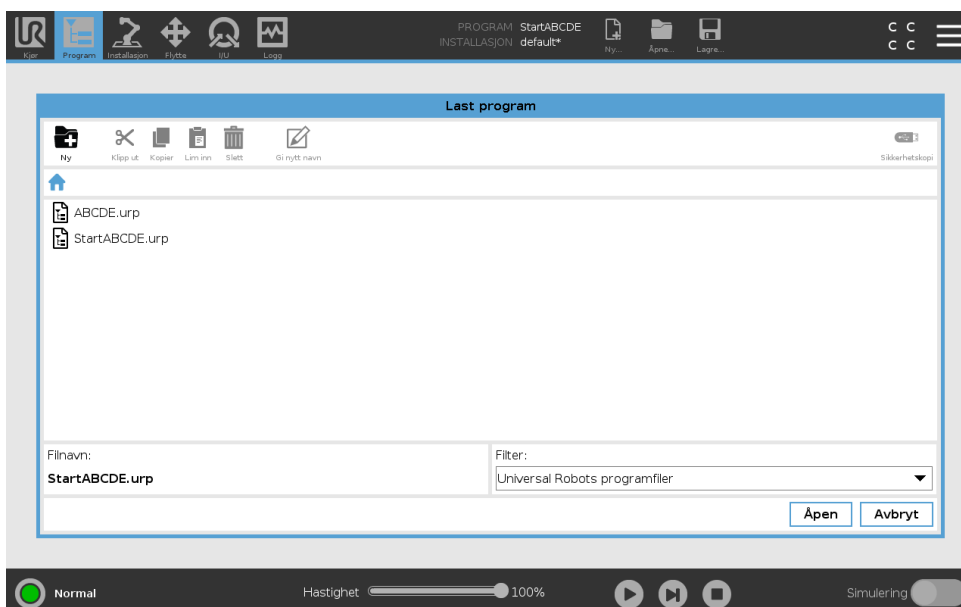 UR
PROGRAM StartABCDE
INSTALLASJON default*
Kjør Program Installasjon Flytte I/U Logg Ny... Åpne... Lagre...
C C
C C
Last program
Ny Klipp ut Kopier Lim inn Slett Gi nytt navn Sikkerhetskopi
ABCDE.urp
StartABCDE.urp
Filnavn: Filter:
StartABCDE.urp Universal Robots programfiler
Åpen Avbryt
Normal Hastighet 100% Simulering